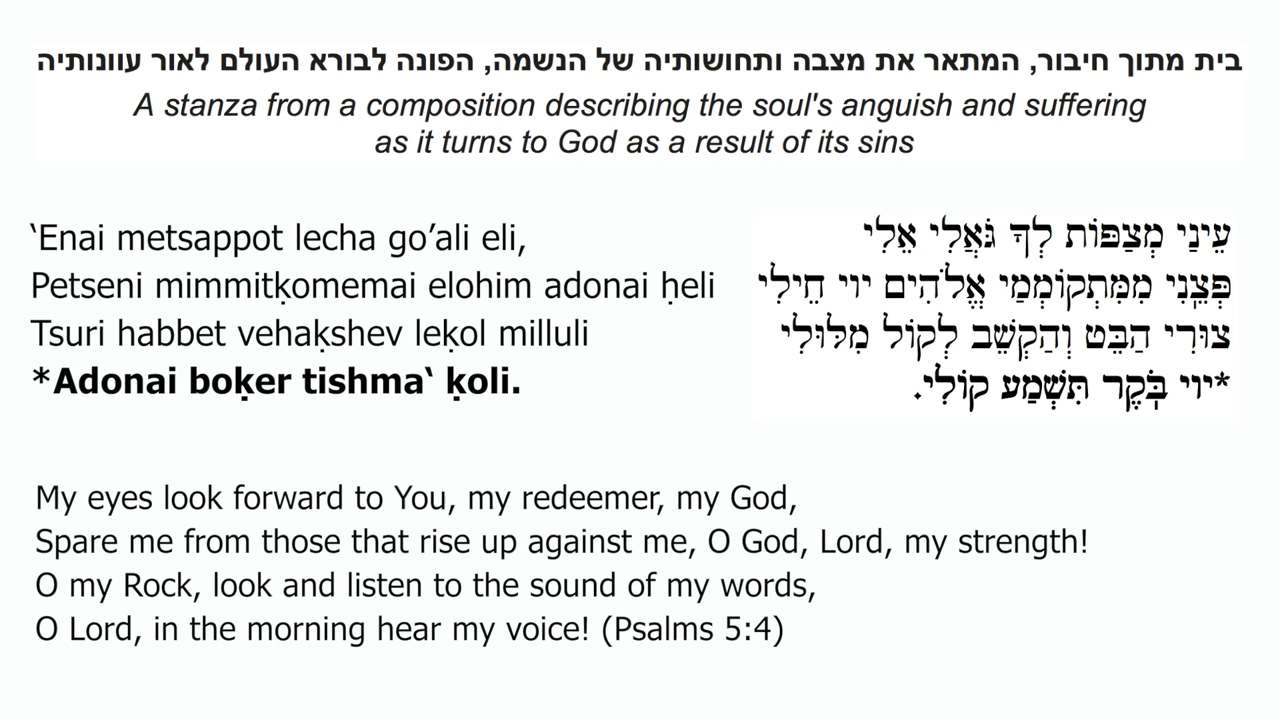 בית מתוך חיבור, המתאר את מצבה ותחושותיה של הנשמה, הפונה לבורא העולם לאור עוונותיה
A stanza from a composition describing the soul's anguish and suffering
as it turns to God as a result of its sins
‛Enai metsappot lecha go’ali eli,
Petseni mimmitḳomemai elohim adonai ḥeli
Tsuri habbet vehaḳshev leḳol milluli
*Adonai boḳer tishma‛ ḳoli.
עֵינַי מְצַפּוֹת לְךָ גֹּאֲלִי אֵלִי
פְּצֵנִי מִמִּתְקוֹמְמַי אֱלֹהִים יוי חֵילִי
צוּרִי הַבֵּט וְהַקְשֵׁב לְקוֹל מִלּוּלִי
*יוי בֹּקֶר תִּשְׁמַע קוֹלִי.
My eyes look forward to You, my redeemer, my God,
Spare me from those that rise up against me, O God, Lord, my strength!
O my Rock, look and listen to the sound of my words,
O Lord, in the morning hear my voice! (Psalms 5:4)